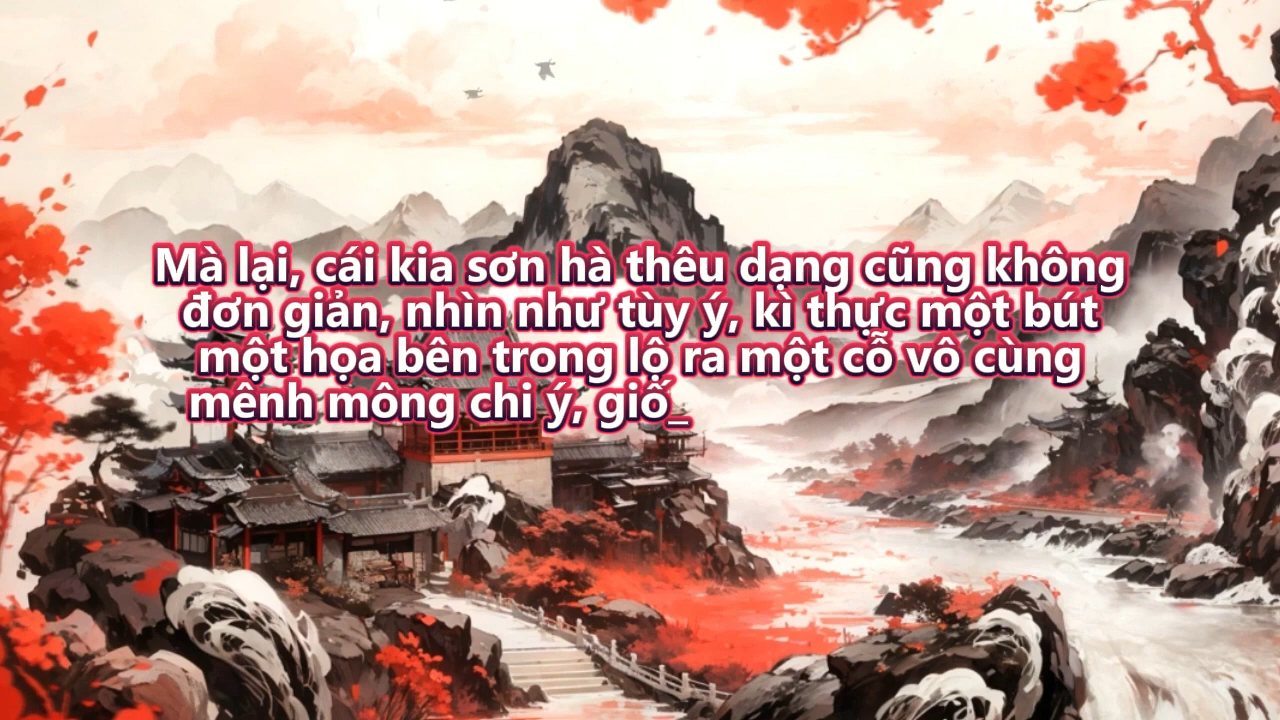 Mà lại, cái kia sơn hà thêu dạng cũng không
đơn giản, nhìn như tùy ý, kì thực một bút
một họa bên trong lộ ra một cỗ vô cùng
mênh mông chi ý, giố_